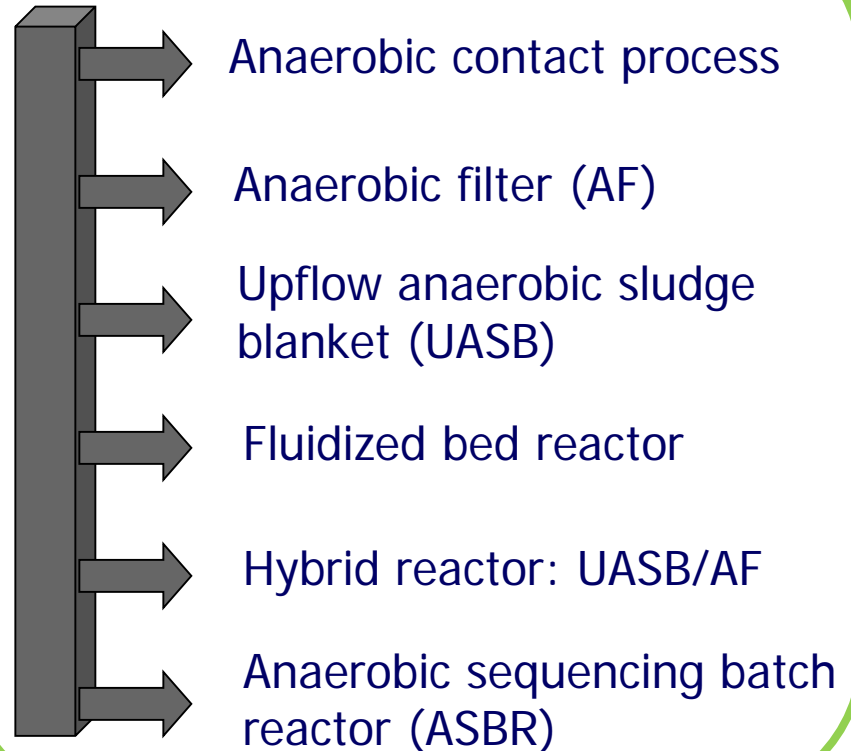 Anaerobic contact process
Anaerobic filter (AF)
Upflow anaerobic sludge
blanket (UASB)
Fluidized bed reactor
Hybrid reactor: UASB/AF
Anaerobic sequencing batch
reactor (ASBR)